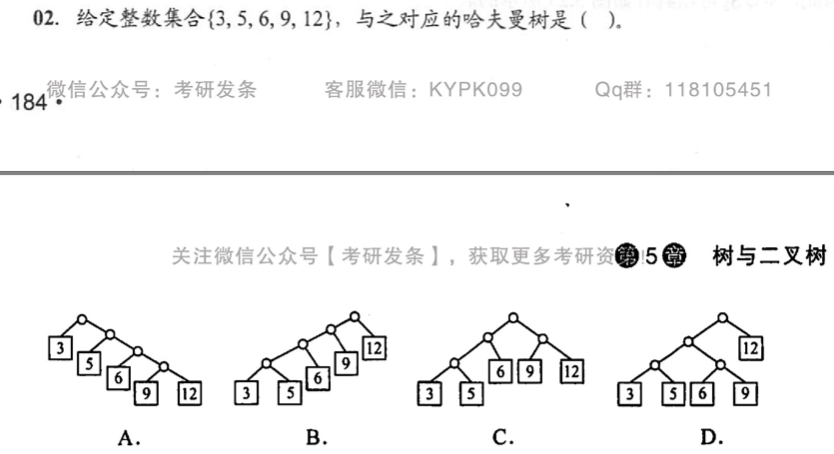 02. 给定整数集合{3, 5, 6, 9, 12}，与之对应的哈夫曼树是（ ）。
· 184 ·
微信公众号：考研发条 客服微信：KYPK099 Qq群：118105451
关注微信公众号【考研发条】，获取更多考研资
第5章 树与二叉树
3 5 6 9 12
3 5 6 9 12
3 5 6 9 12
3 5 6 9 12
A. B. C. D.